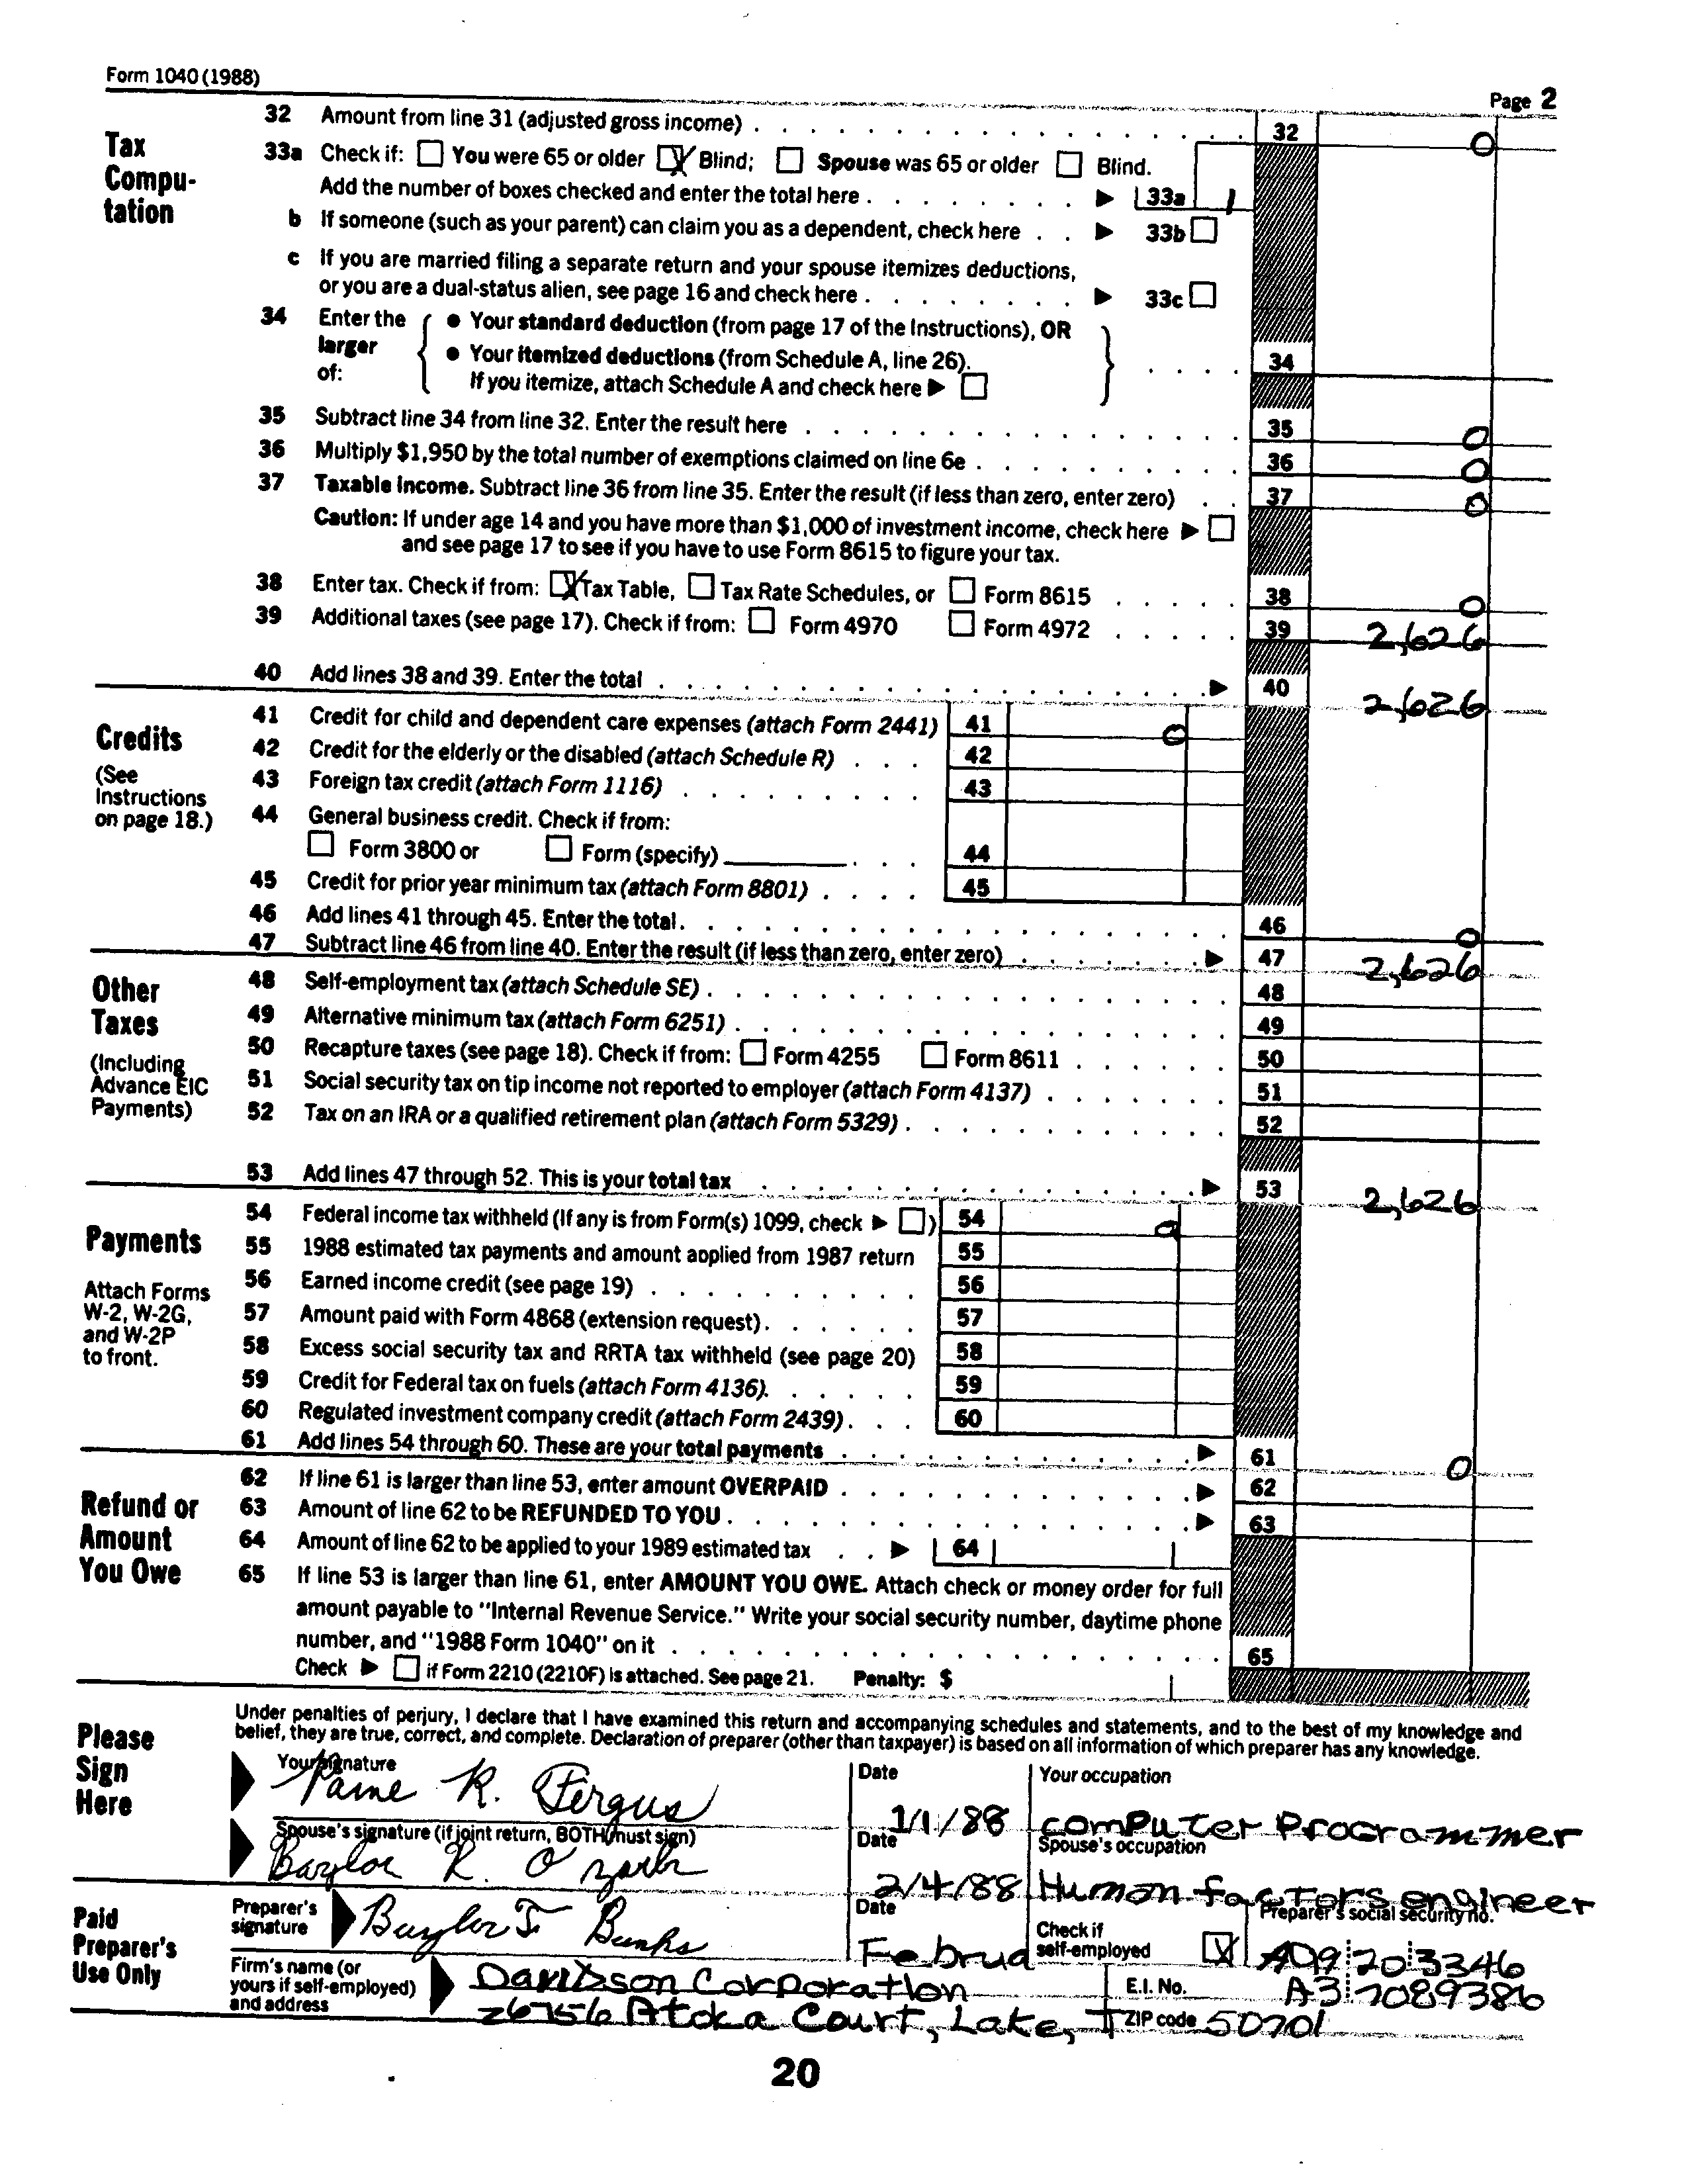 Form 1040 (1988)
Page 2
Tax Compu-tation
32 Amount from line 31 (adjusted gross income) 32 0
33a Check if: You were 65 or older X Blind; Spouse was 65 or older Blind.
Add the number of boxes checked and enter the total here 33a 1
b If someone (such as your parent) can claim you as a dependent, check here 33b
c If you are married filing a separate return and your spouse itemizes deductions,
or you are a dual-status alien, see page 16 and check here 33c
34 Enter the larger of: • Your standard deduction (from page 17 of the Instructions), OR
• Your itemized deductions (from Schedule A, line 26). 34
If you itemize, attach Schedule A and check here
35 Subtract line 34 from line 32. Enter the result here 35 0
36 Multiply $1,950 by the total number of exemptions claimed on line 6e 36 0
37 Taxable income. Subtract line 36 from line 35. Enter the result (if less than zero, enter zero) 37 0
Caution: If under age 14 and you have more than $1,000 of investment income, check here
and see page 17 to see if you have to use Form 8615 to figure your tax.
38 Enter tax. Check if from: X Tax Table, Tax Rate Schedules, or Form 8615 38 0
39 Additional taxes (see page 17). Check if from: Form 4970 Form 4972 39 2,626
40 Add lines 38 and 39. Enter the total 40 2,626
Credits
(See Instructions on page 18.)
41 Credit for child and dependent care expenses (attach Form 2441) 41 0
42 Credit for the elderly or the disabled (attach Schedule R) 42
43 Foreign tax credit (attach Form 1116) 43
44 General business credit. Check if from:
Form 3800 or Form (specify) 44
45 Credit for prior year minimum tax (attach Form 8801) 45
46 Add lines 41 through 45. Enter the total 46 0
47 Subtract line 46 from line 40. Enter the result (if less than zero, enter zero) 47 2,626
Other Taxes
(Including Advance EIC Payments)
48 Self-employment tax (attach Schedule SE) 48
49 Alternative minimum tax (attach Form 6251) 49
50 Recapture taxes (see page 18). Check if from: Form 4255 Form 8611 50
51 Social security tax on tip income not reported to employer (attach Form 4137) 51
52 Tax on an IRA or a qualified retirement plan (attach Form 5329) 52
53 Add lines 47 through 52. This is your total tax 53 2,626
Payments
Attach Forms W-2, W-2G, and W-2P to front.
54 Federal income tax withheld (If any is from Form(s) 1099, check ) 54 0
55 1988 estimated tax payments and amount applied from 1987 return 55
56 Earned income credit (see page 19) 56
57 Amount paid with Form 4868 (extension request) 57
58 Excess social security tax and RRTA tax withheld (see page 20) 58
59 Credit for Federal tax on fuels (attach Form 4136) 59
60 Regulated investment company credit (attach Form 2439) 60
61 Add lines 54 through 60. These are your total payments 61 0
Refund or Amount You Owe
62 If line 61 is larger than line 53, enter amount OVERPAID 62
63 Amount of line 62 to be REFUNDED TO YOU 63
64 Amount of line 62 to be applied to your 1989 estimated tax 64
65 If line 53 is larger than line 61, enter AMOUNT YOU OWE. Attach check or money order for full
amount payable to "Internal Revenue Service." Write your social security number, daytime phone
number, and "1988 Form 1040" on it 65
Check if Form 2210 (2210F) is attached. See page 21. Penalty: $
Please Sign Here
Under penalties of perjury, I declare that I have examined this return and accompanying schedules and statements, and to the best of my knowledge and
belief, they are true, correct, and complete. Declaration of preparer (other than taxpayer) is based on all information of which preparer has any knowledge.
Your signature Date Your occupation
R. Fergus 1/1/88 computer Programmer
Spouse's signature (if joint return, BOTH must sign) Date Spouse's occupation
Baylor R. 2/4/88 Human factors engineer
Paid Preparer's Use Only
Preparer's signature Date Check if self-employed X Preparer's social security no.
Februa A09 20 3346
Firm's name (or yours if self-employed) and address
Davidsson Corporation E.I. No. A3 7089386
26756 Atoka Court, Lake, I ZIP code 50701
20